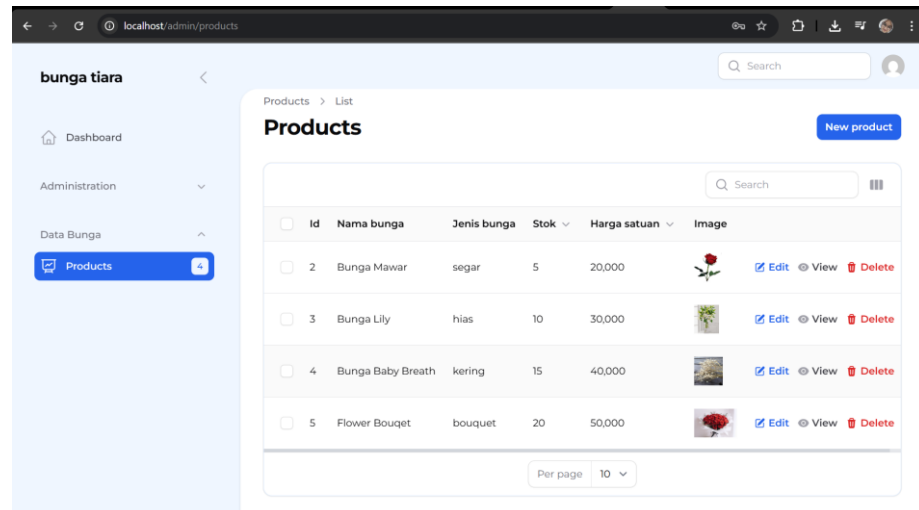 localhost/admin/products
bunga tiara
Search
Products > List
Products
New product
Dashboard
Administration
Data Bunga
Products 4
Search
Id Nama bunga Jenis bunga Stok Harga satuan Image
2 Bunga Mawar segar 5 20,000 Edit View Delete
3 Bunga Lily hias 10 30,000 Edit View Delete
4 Bunga Baby Breath kering 15 40,000 Edit View Delete
5 Flower Bouqet bouquet 20 50,000 Edit View Delete
Per page 10